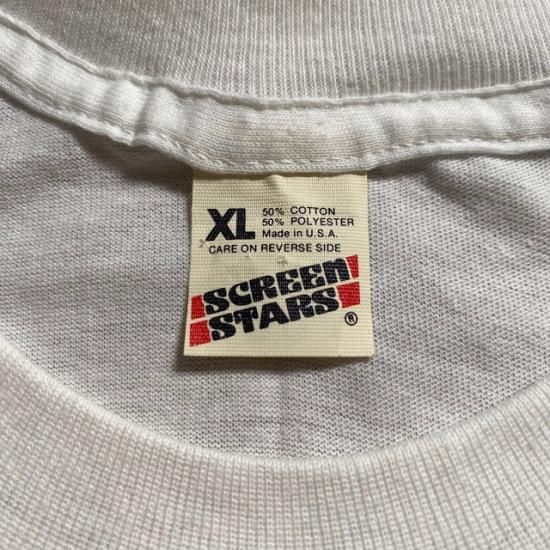 XL 50% COTTON
50% POLYESTER
Made in U.S.A.
CARE ON REVERSE SIDE
SCREEN
STARS ®